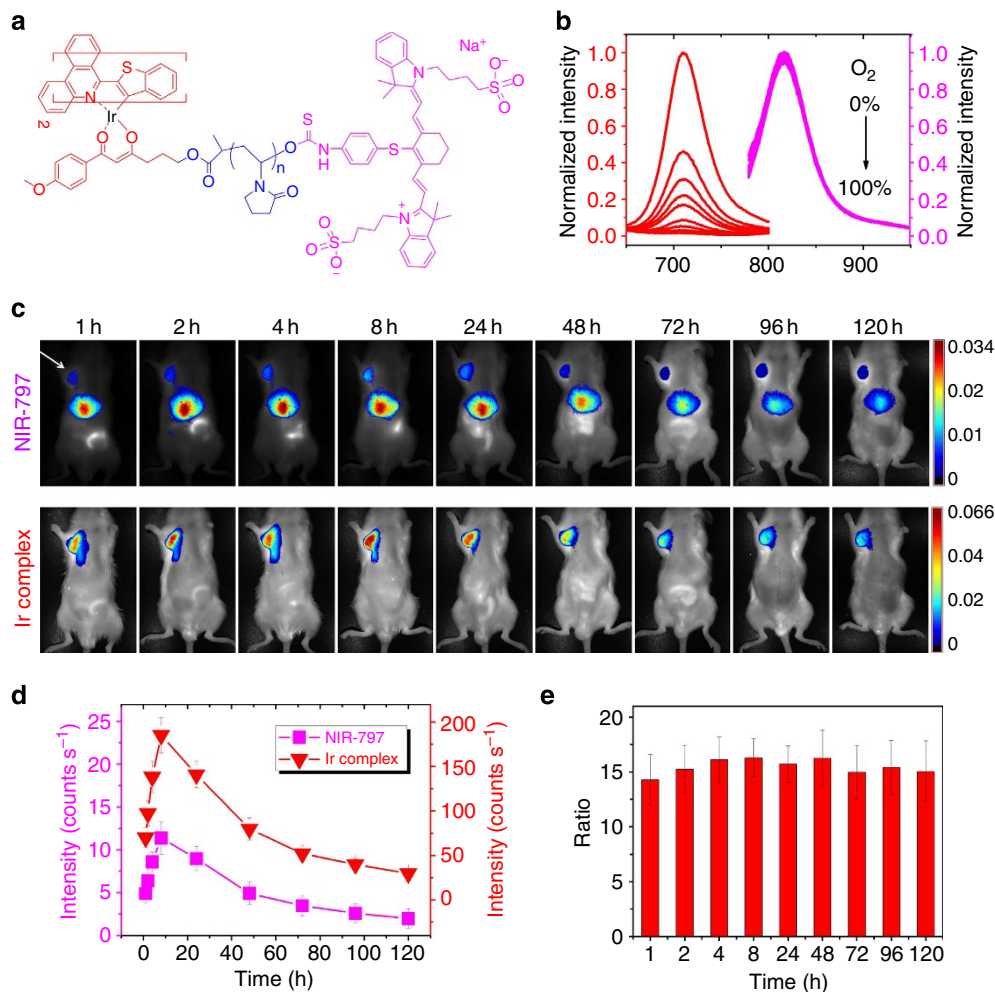 a
S
N
Ir
2
O
O
O
O
O
n
N
O
O
S
NH
S
Na⁺
N
O⁻
S
O
O
N
+
O
O
S
O
−
b
Normalized intensity
1.0
0.8
0.6
0.4
0.2
0.0
700
800
900
O₂
0%
100%
1.0
0.8
0.6
0.4
0.2
0.0
Normalized intensity
c
1 h 2 h 4 h 8 h 24 h 48 h 72 h 96 h 120 h
NIR-797
0.034
0.02
0.01
0
Ir complex
0.066
0.04
0.02
0
d
Intensity (counts s⁻¹)
25
20
15
10
5
0
NIR-797
Ir complex
200
150
100
50
0
Intensity (counts s⁻¹)
0 20 40 60 80 100 120
Time (h)
e
Ratio
20
15
10
5
0
1 2 4 8 24 48 72 96 120
Time (h)